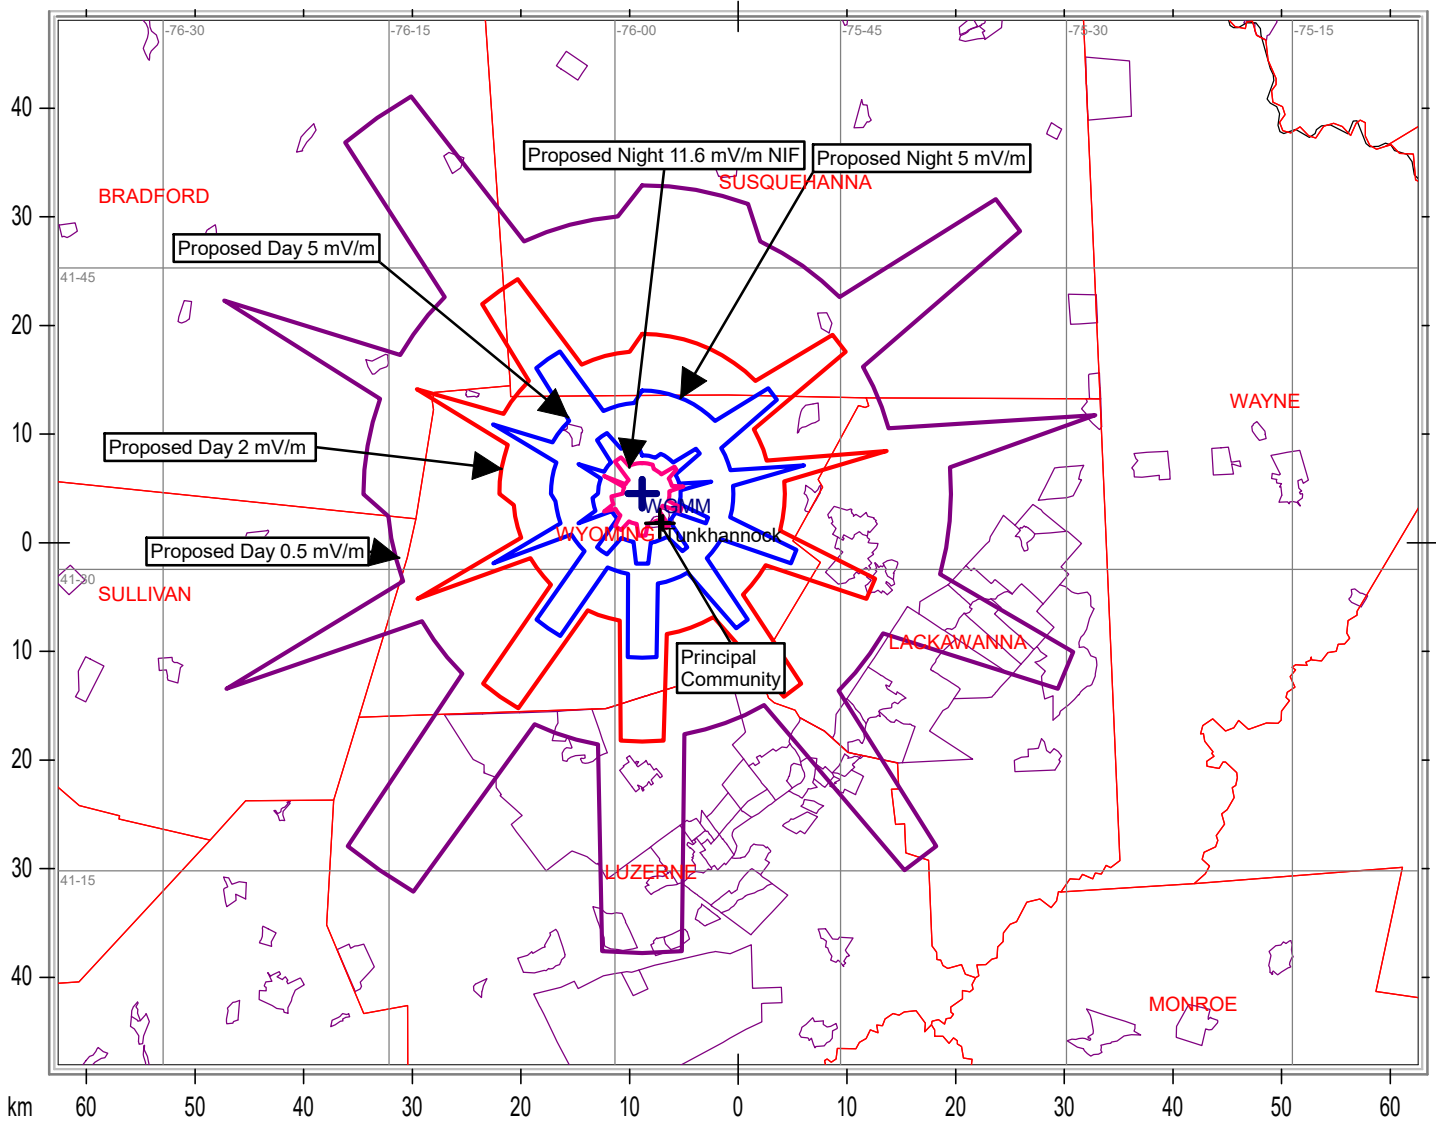 -76-30 -76-15 -76-00 -75-45 -75-30 -75-15
40
Proposed Night 11.6 mV/m NIF
Proposed Night 5 mV/m
SUSQUEHANNA
BRADFORD
30
Proposed Day 5 mV/m
41-45
20
WAYNE
10
Proposed Day 2 mV/m
WGMM
WYOMING
Tunkhannock
0
Proposed Day 0.5 mV/m
41-30
SULLIVAN
LACKAWANNA
10
Principal
Community
20
30
LUZERNE
41-15
40
MONROE
km 60 50 40 30 20 10 0 10 20 30 40 50 60